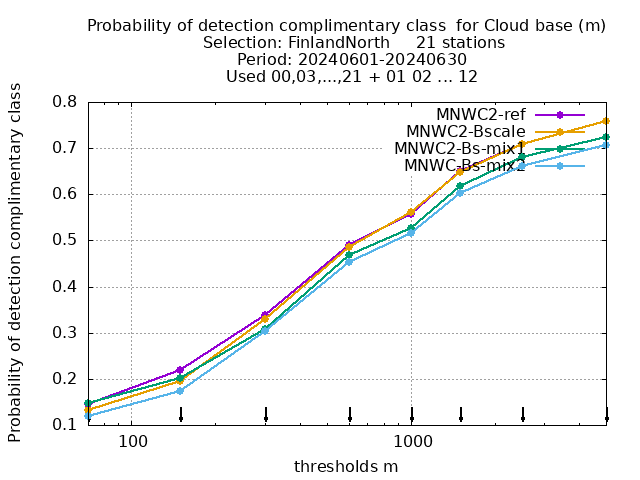 Probability of detection complimentary class  for Cloud base (m)
Selection: FinlandNorth     21 stations
Period: 20240601-20240630
Used 00,03,...,21 + 01 02 ... 12
Probability of detection complimentary class
0.8
0.7
0.6
0.5
0.4
0.3
0.2
0.1
MNWC2-ref
MNWC2-Bscale
MNWC2-Bs-mix1
MNWC-Bs-mix2
100
1000
thresholds m